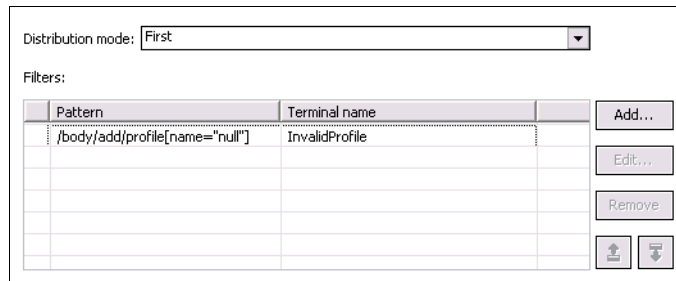 Distribution mode: First
Filters:
Pattern Terminal name
Add...
/body/add/profile[name="null"] InvalidProfile
Edit...
Remove